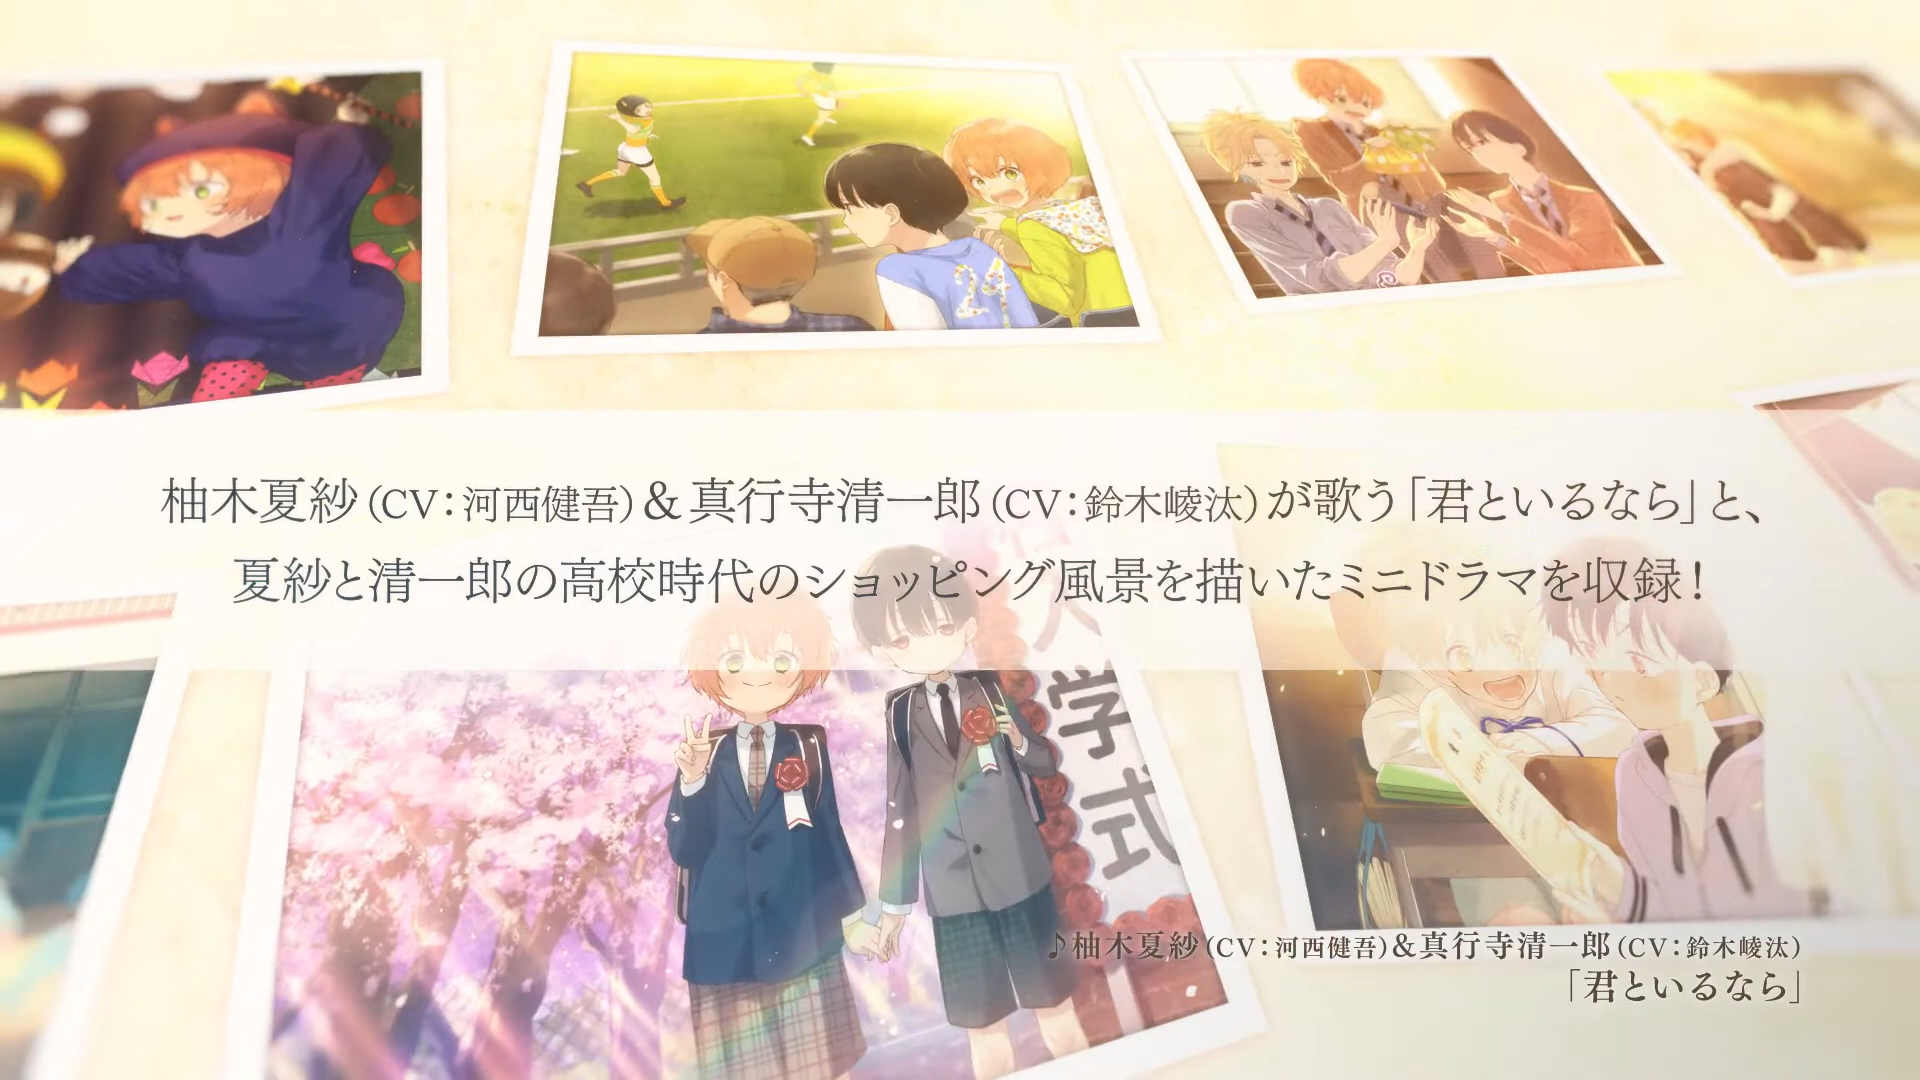 柚木夏紗（CV：河西健吾）＆真行寺清一郎（CV：鈴木崚汰）が歌う「君といるなら」と、
夏紗と清一郎の高校時代のショッピング風景を描いたミニドラマを収録！
24
入学式
♪柚木夏紗（CV：河西健吾）＆真行寺清一郎（CV：鈴木崚汰）
「君といるなら」